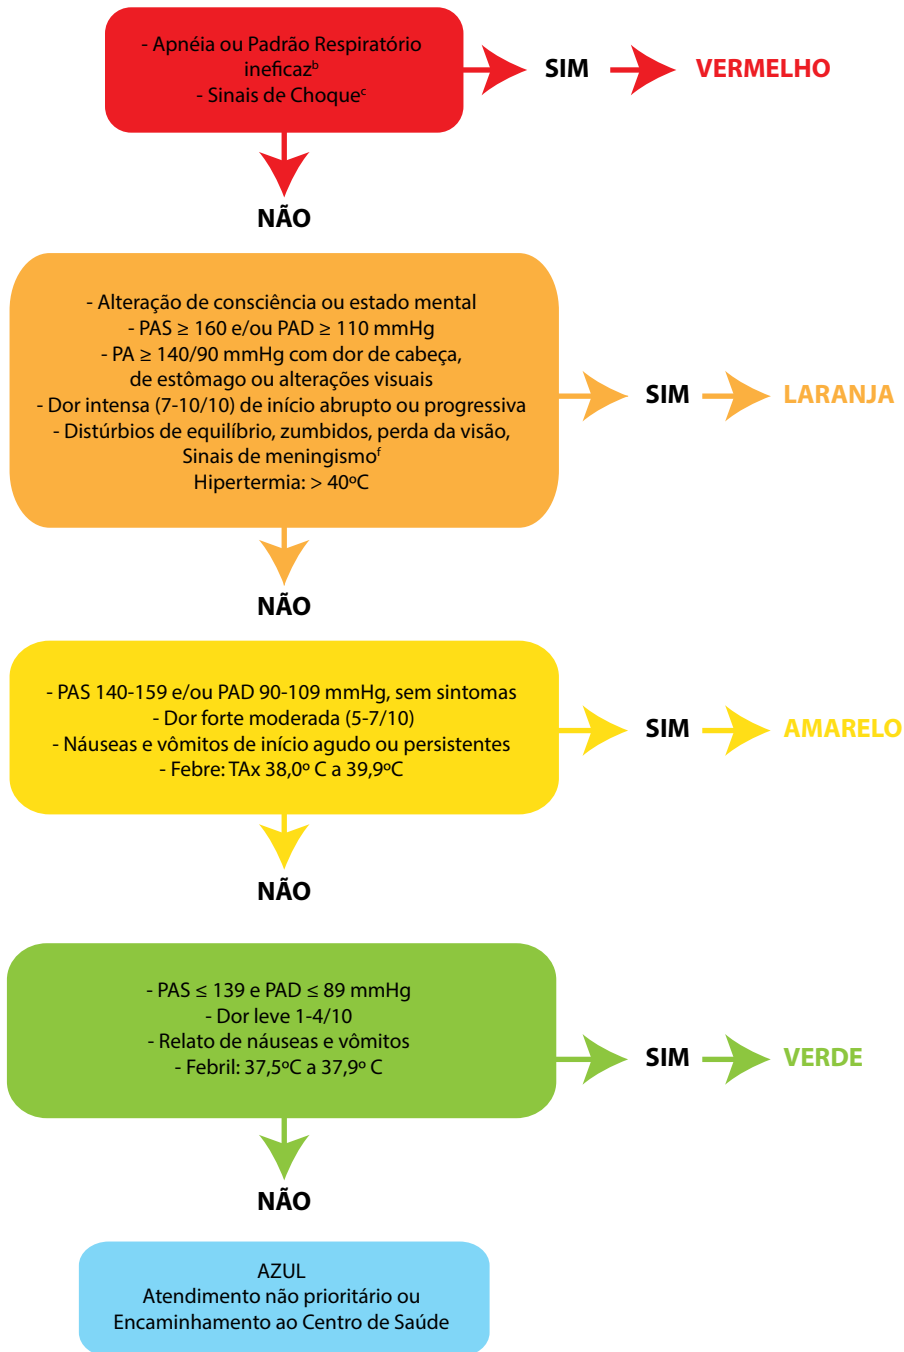 - Apnéia ou Padrão Respiratório
ineficazᵇ
- Sinais de Choqueᶜ
SIM
VERMELHO
NÃO
- Alteração de consciência ou estado mental
- PAS ≥ 160 e/ou PAD ≥ 110 mmHg
- PA ≥ 140/90 mmHg com dor de cabeça,
de estômago ou alterações visuais
- Dor intensa (7-10/10) de início abrupto ou progressiva
- Distúrbios de equilíbrio, zumbidos, perda da visão,
Sinais de meningismoᶠ
Hipertermia: > 40ºC
SIM
LARANJA
NÃO
- PAS 140-159 e/ou PAD 90-109 mmHg, sem sintomas
- Dor forte moderada (5-7/10)
- Náuseas e vômitos de início agudo ou persistentes
- Febre: TAx 38,0º C a 39,9ºC
SIM
AMARELO
NÃO
- PAS ≤ 139 e PAD ≤ 89 mmHg
- Dor leve 1-4/10
- Relato de náuseas e vômitos
- Febril: 37,5ºC a 37,9º C
SIM
VERDE
NÃO
AZUL
Atendimento não prioritário ou
Encaminhamento ao Centro de Saúde